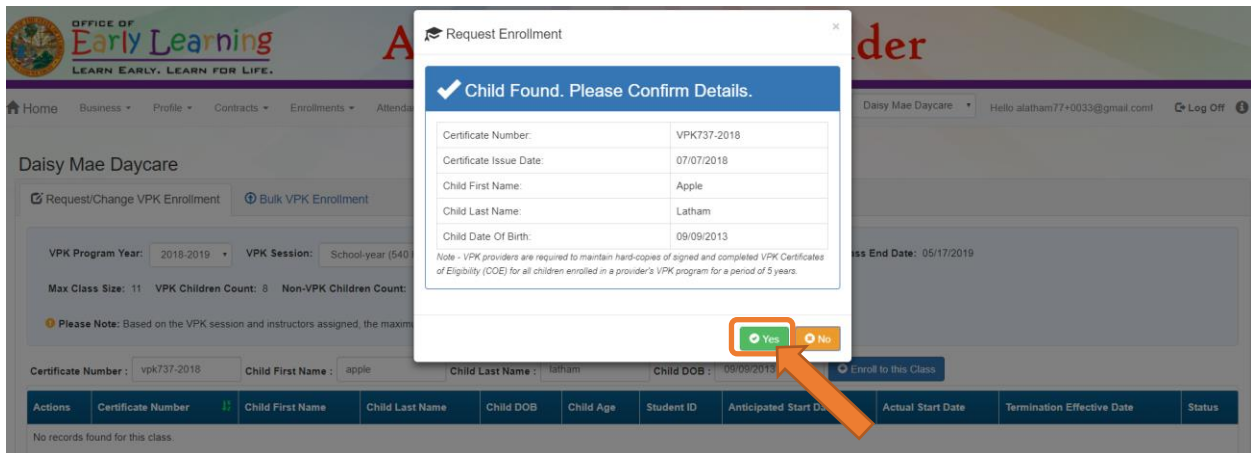 OFFICE OF
Early Learning
LEARN EARLY. LEARN FOR LIFE.
A
der
Request Enrollment
×
Child Found. Please Confirm Details.
Certificate Number: VPK737-2018
Certificate Issue Date: 07/07/2018
Child First Name: Apple
Child Last Name: Latham
Child Date Of Birth: 09/09/2013
Note - VPK providers are required to maintain hard-copies of signed and completed VPK Certificates
of Eligibility (COE) for all children enrolled in a provider's VPK program for a period of 5 years.
Yes No
Home Business Profile Contracts Enrollments Attenda Daisy Mae Daycare Hello alatham77+0033@gmail.com! Log Off
Daisy Mae Daycare
Request/Change VPK Enrollment Bulk VPK Enrollment
VPK Program Year: 2018-2019 VPK Session: School-year (540 ass End Date: 05/17/2019
Max Class Size: 11 VPK Children Count: 8 Non-VPK Children Count:
Please Note: Based on the VPK session and instructors assigned, the maxim
Certificate Number : vpk737-2018 Child First Name : apple Child Last Name : latham Child DOB : 09/09/2013 Enroll to this Class
Actions Certificate Number Child First Name Child Last Name Child DOB Child Age Student ID Anticipated Start Da Actual Start Date Termination Effective Date Status
No records found for this class.